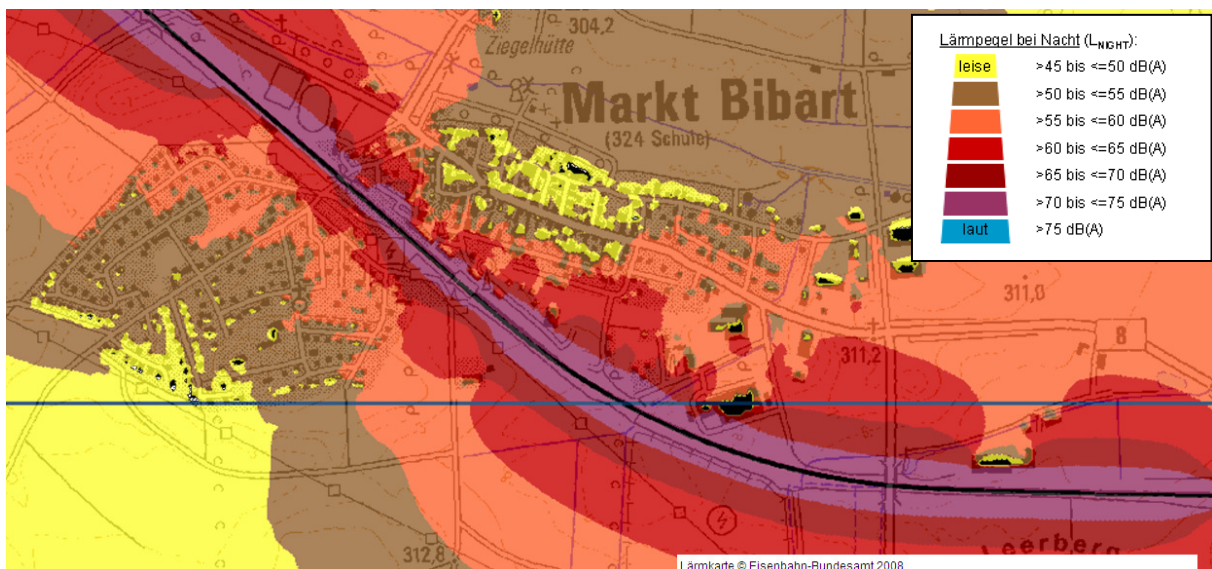 304,2
Ziegelhütte
Markt Bibart
(324 Schule)
Lärmpegel bei Nacht (LNIGHT):
leise >45 bis <=50 dB(A)
>50 bis <=55 dB(A)
>55 bis <=60 dB(A)
>60 bis <=65 dB(A)
>65 bis <=70 dB(A)
>70 bis <=75 dB(A)
laut >75 dB(A)
311,0
8
311,2
312,8
Leerberg
Lärmkarte © Eisenbahn-Bundesamt 2008